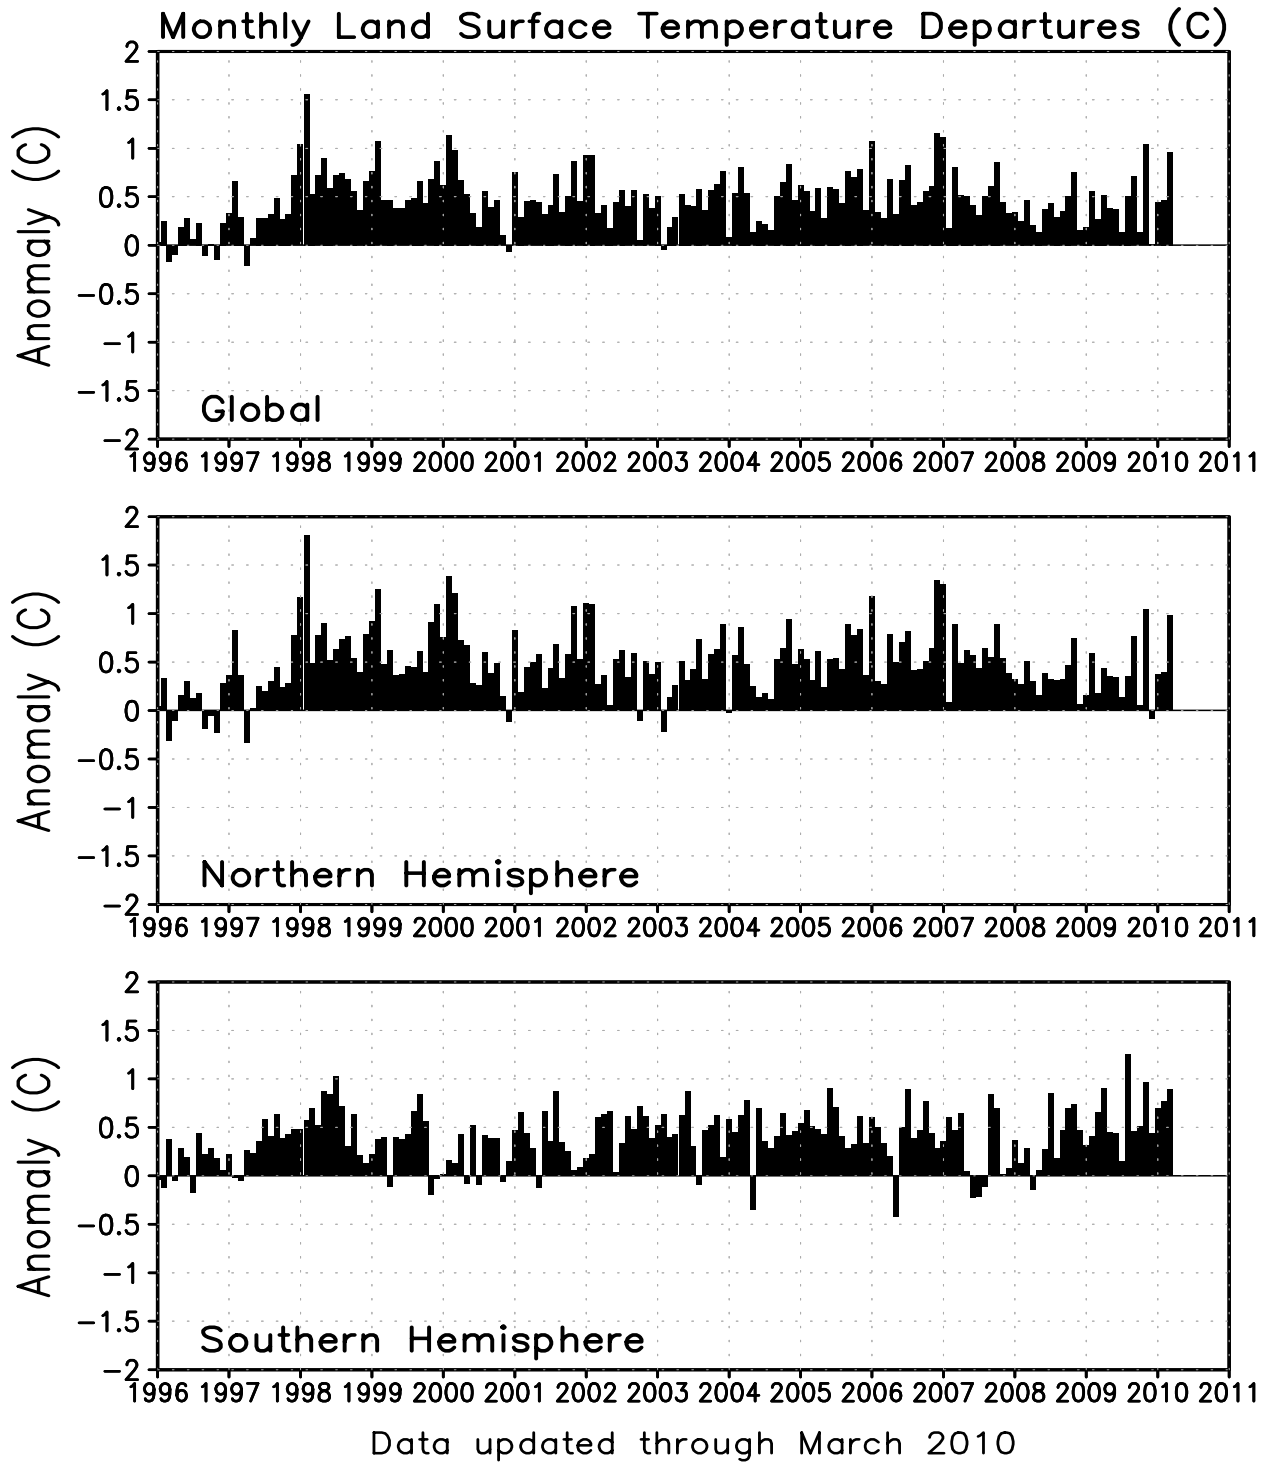 Monthly Land Surface Temperature Departures (C)
2
1.5
1
0.5
0
−0.5
−1
−1.5
−2
Anomaly (C)
Global
1996 1997 1998 1999 2000 2001 2002 2003 2004 2005 2006 2007 2008 2009 2010 2011
2
1.5
1
0.5
0
−0.5
−1
−1.5
−2
Anomaly (C)
Northern Hemisphere
1996 1997 1998 1999 2000 2001 2002 2003 2004 2005 2006 2007 2008 2009 2010 2011
2
1.5
1
0.5
0
−0.5
−1
−1.5
−2
Anomaly (C)
Southern Hemisphere
1996 1997 1998 1999 2000 2001 2002 2003 2004 2005 2006 2007 2008 2009 2010 2011
Data updated through March 2010